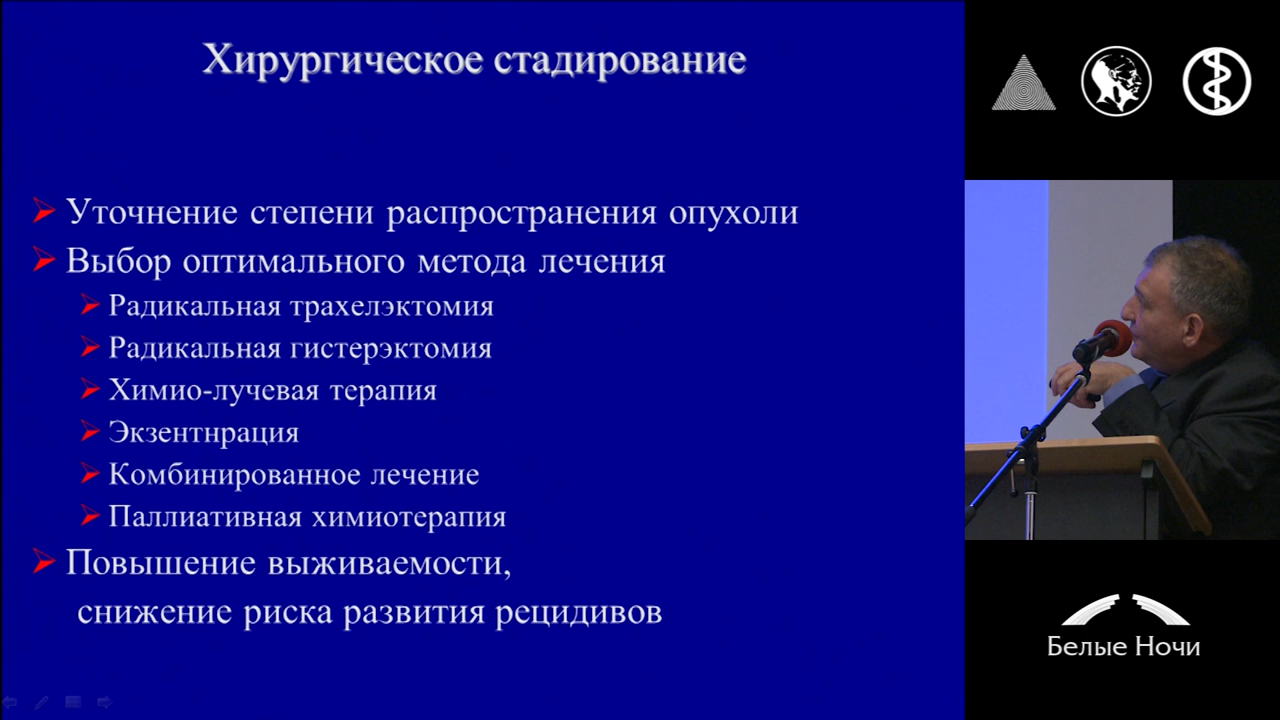 Хирургическое стадирование
Уточнение степени распространения опухоли
Выбор оптимального метода лечения
Радикальная трахелэктомия
Радикальная гистерэктомия
Химио-лучевая терапия
Экзентнрация
Комбинированное лечение
Паллиативная химиотерапия
Повышение выживаемости,
снижение риска развития рецидивов
Белые Ночи